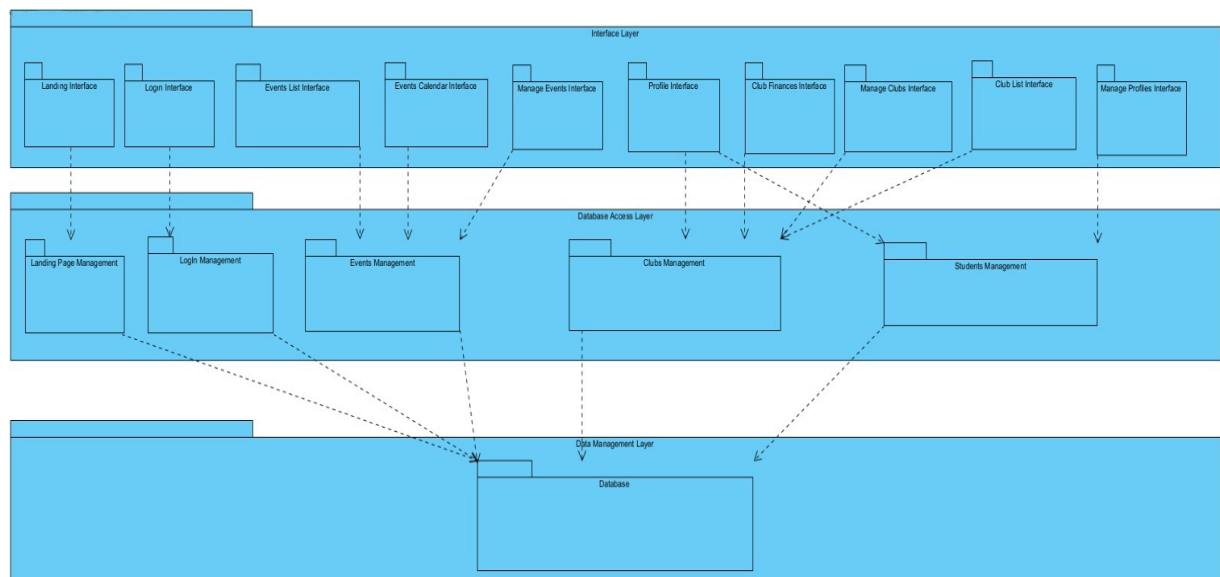 Interface Layer
Landing Interface
Login Interface
Events List Interface
Events Calendar Interface
Manage Events Interface
Profile Interface
Club Finances Interface
Manage Clubs Interface
Club List Interface
Manage Profiles Interface
Database Access Layer
Landing Page Management
LogIn Management
Events Management
Clubs Management
Students Management
Data Management Layer
Database